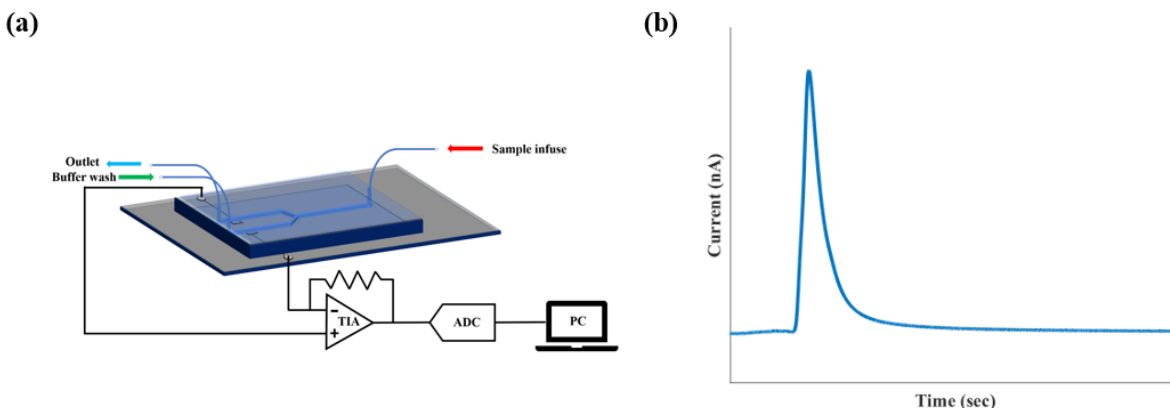 (a)
Outlet
Buffer wash
Sample infuse
−
+
TIA
ADC
PC
(b)
Current (nA)
Time (sec)